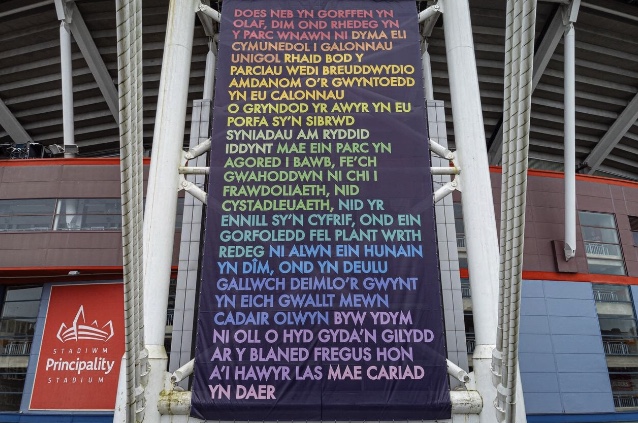 DOES NEB YN GORFFEN YN
OLAF, DIM OND RHEDEG YN
Y PARC WNAWN NI DYMA ELI
CYMUNEDOL I GALONNAU
UNIGOL RHAID BOD Y
PARCIAU WEDI BREUDDWYDIO
AMDANOM O'R GWYNTOEDD
YN EU CALONNAU
O GRYNDOD YR AWYR YN EU
PORFA SY'N SIBRWD
SYNIADAU AM RYDDID
IDDYNT MAE EIN PARC YN
AGORED I BAWB, FE'CH
GWAHODDWN NI CHI I
FRAWDOLIAETH, NID
CYSTADLEUAETH, NID YR
ENNILL SY'N CYFRIF, OND EIN
GORFOLEDD FEL PLANT WRTH
REDEG NI ALWN EIN HUNAIN
YN DÎM, OND YN DEULU
GALLWCH DEIMLO'R GWYNT
YN EICH GWALLT MEWN
CADAIR OLWYN BYW YDYM
NI OLL O HYD GYDA'N GILYDD
AR Y BLANED FREGUS HON
A'I HAWYR LAS MAE CARIAD
YN DAER
STADIWM
Principality
STADIUM